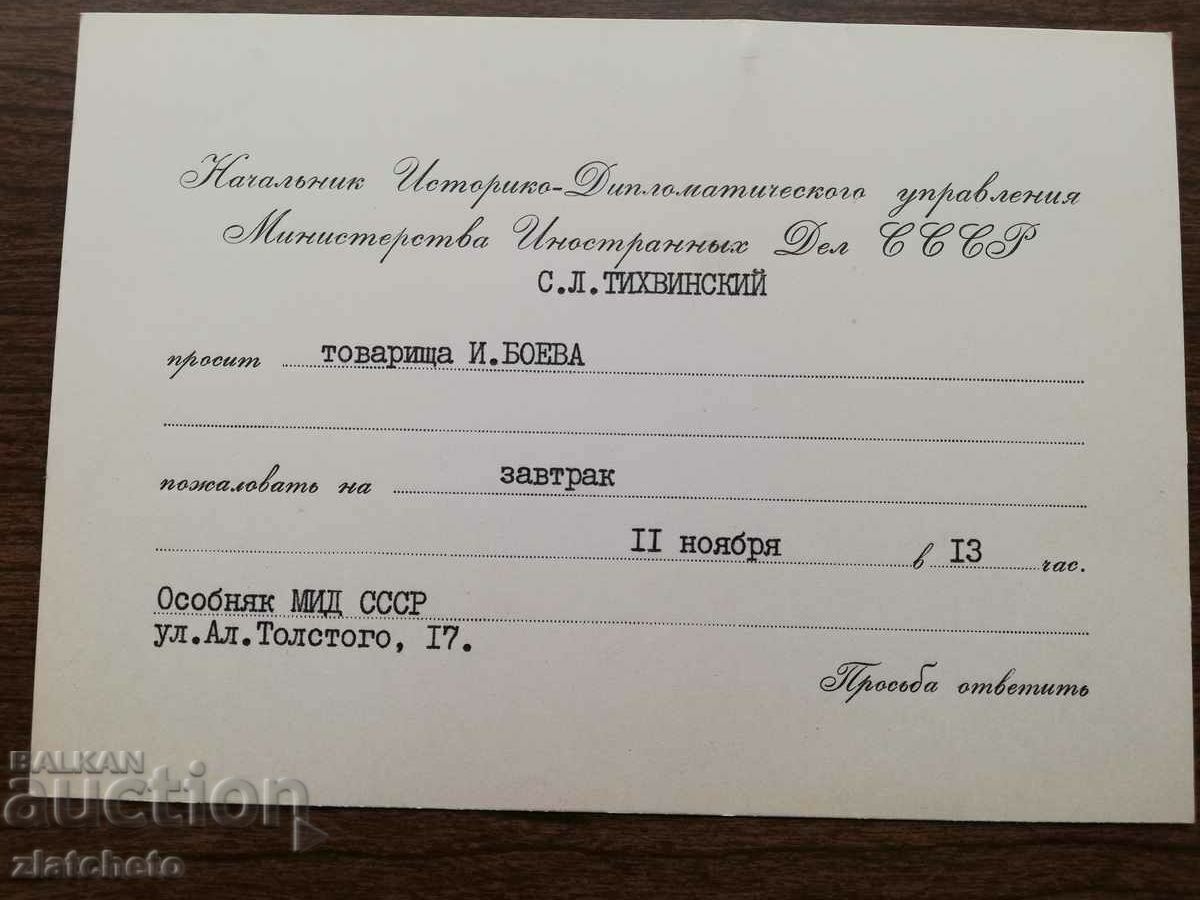 Начальник Историко-Дипломатического управления
Министерства Иностранных Дел СССР
С.Л.ТИХВИНСКИЙ
просит товарища И.БОЕВА
пожаловать на завтрак
II ноября в I3 час.
Особняк МИД СССР
ул.Ал.Толстого, I7.
Просьба ответить
BALKAN
auction
zlatcheto